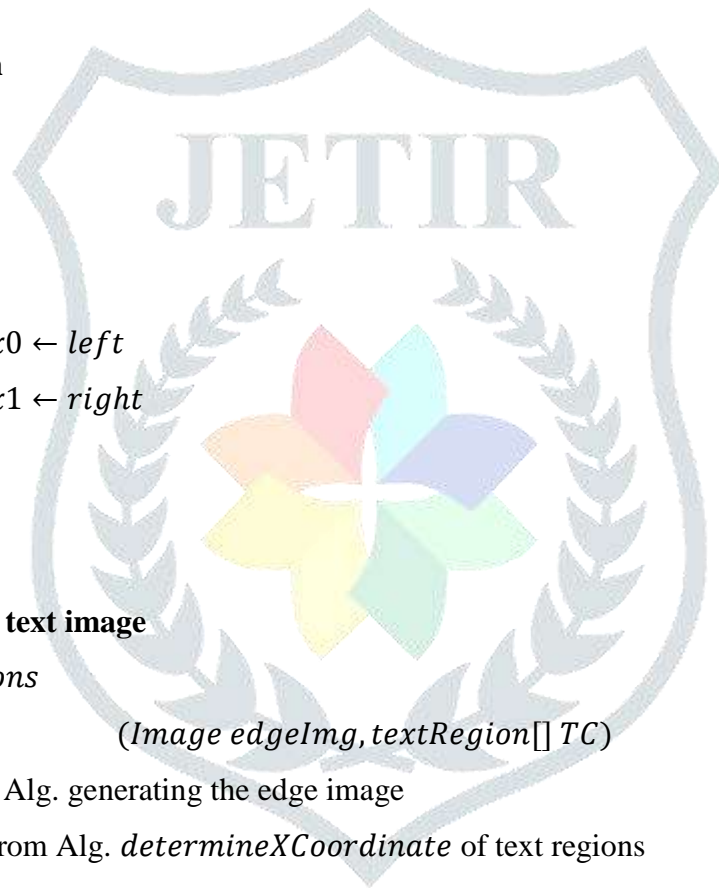 JETIR
x0 ← left
x1 ← right
text image
ons
(Image edgeImg, textRegion[] TC)
Alg. generating the edge image
rom Alg. determineXCoordinate of text regions